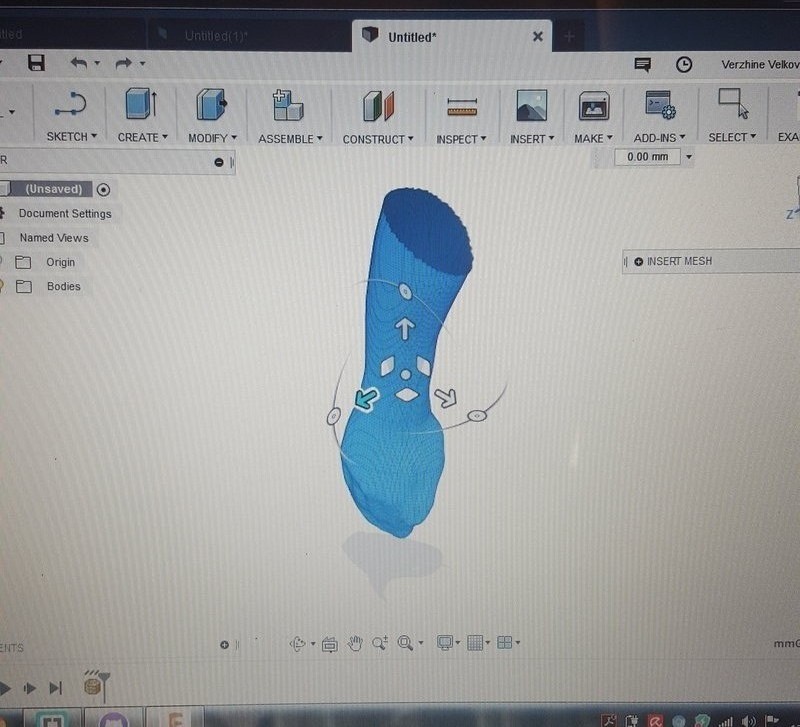 Untitled(1)*
Untitled*
Verzhine Velkov
SKETCH
CREATE
MODIFY
ASSEMBLE
CONSTRUCT
INSPECT
INSERT
MAKE
ADD-INS
SELECT
0.00 mm
(Unsaved)
Document Settings
Named Views
Origin
Bodies
Z
INSERT MESH